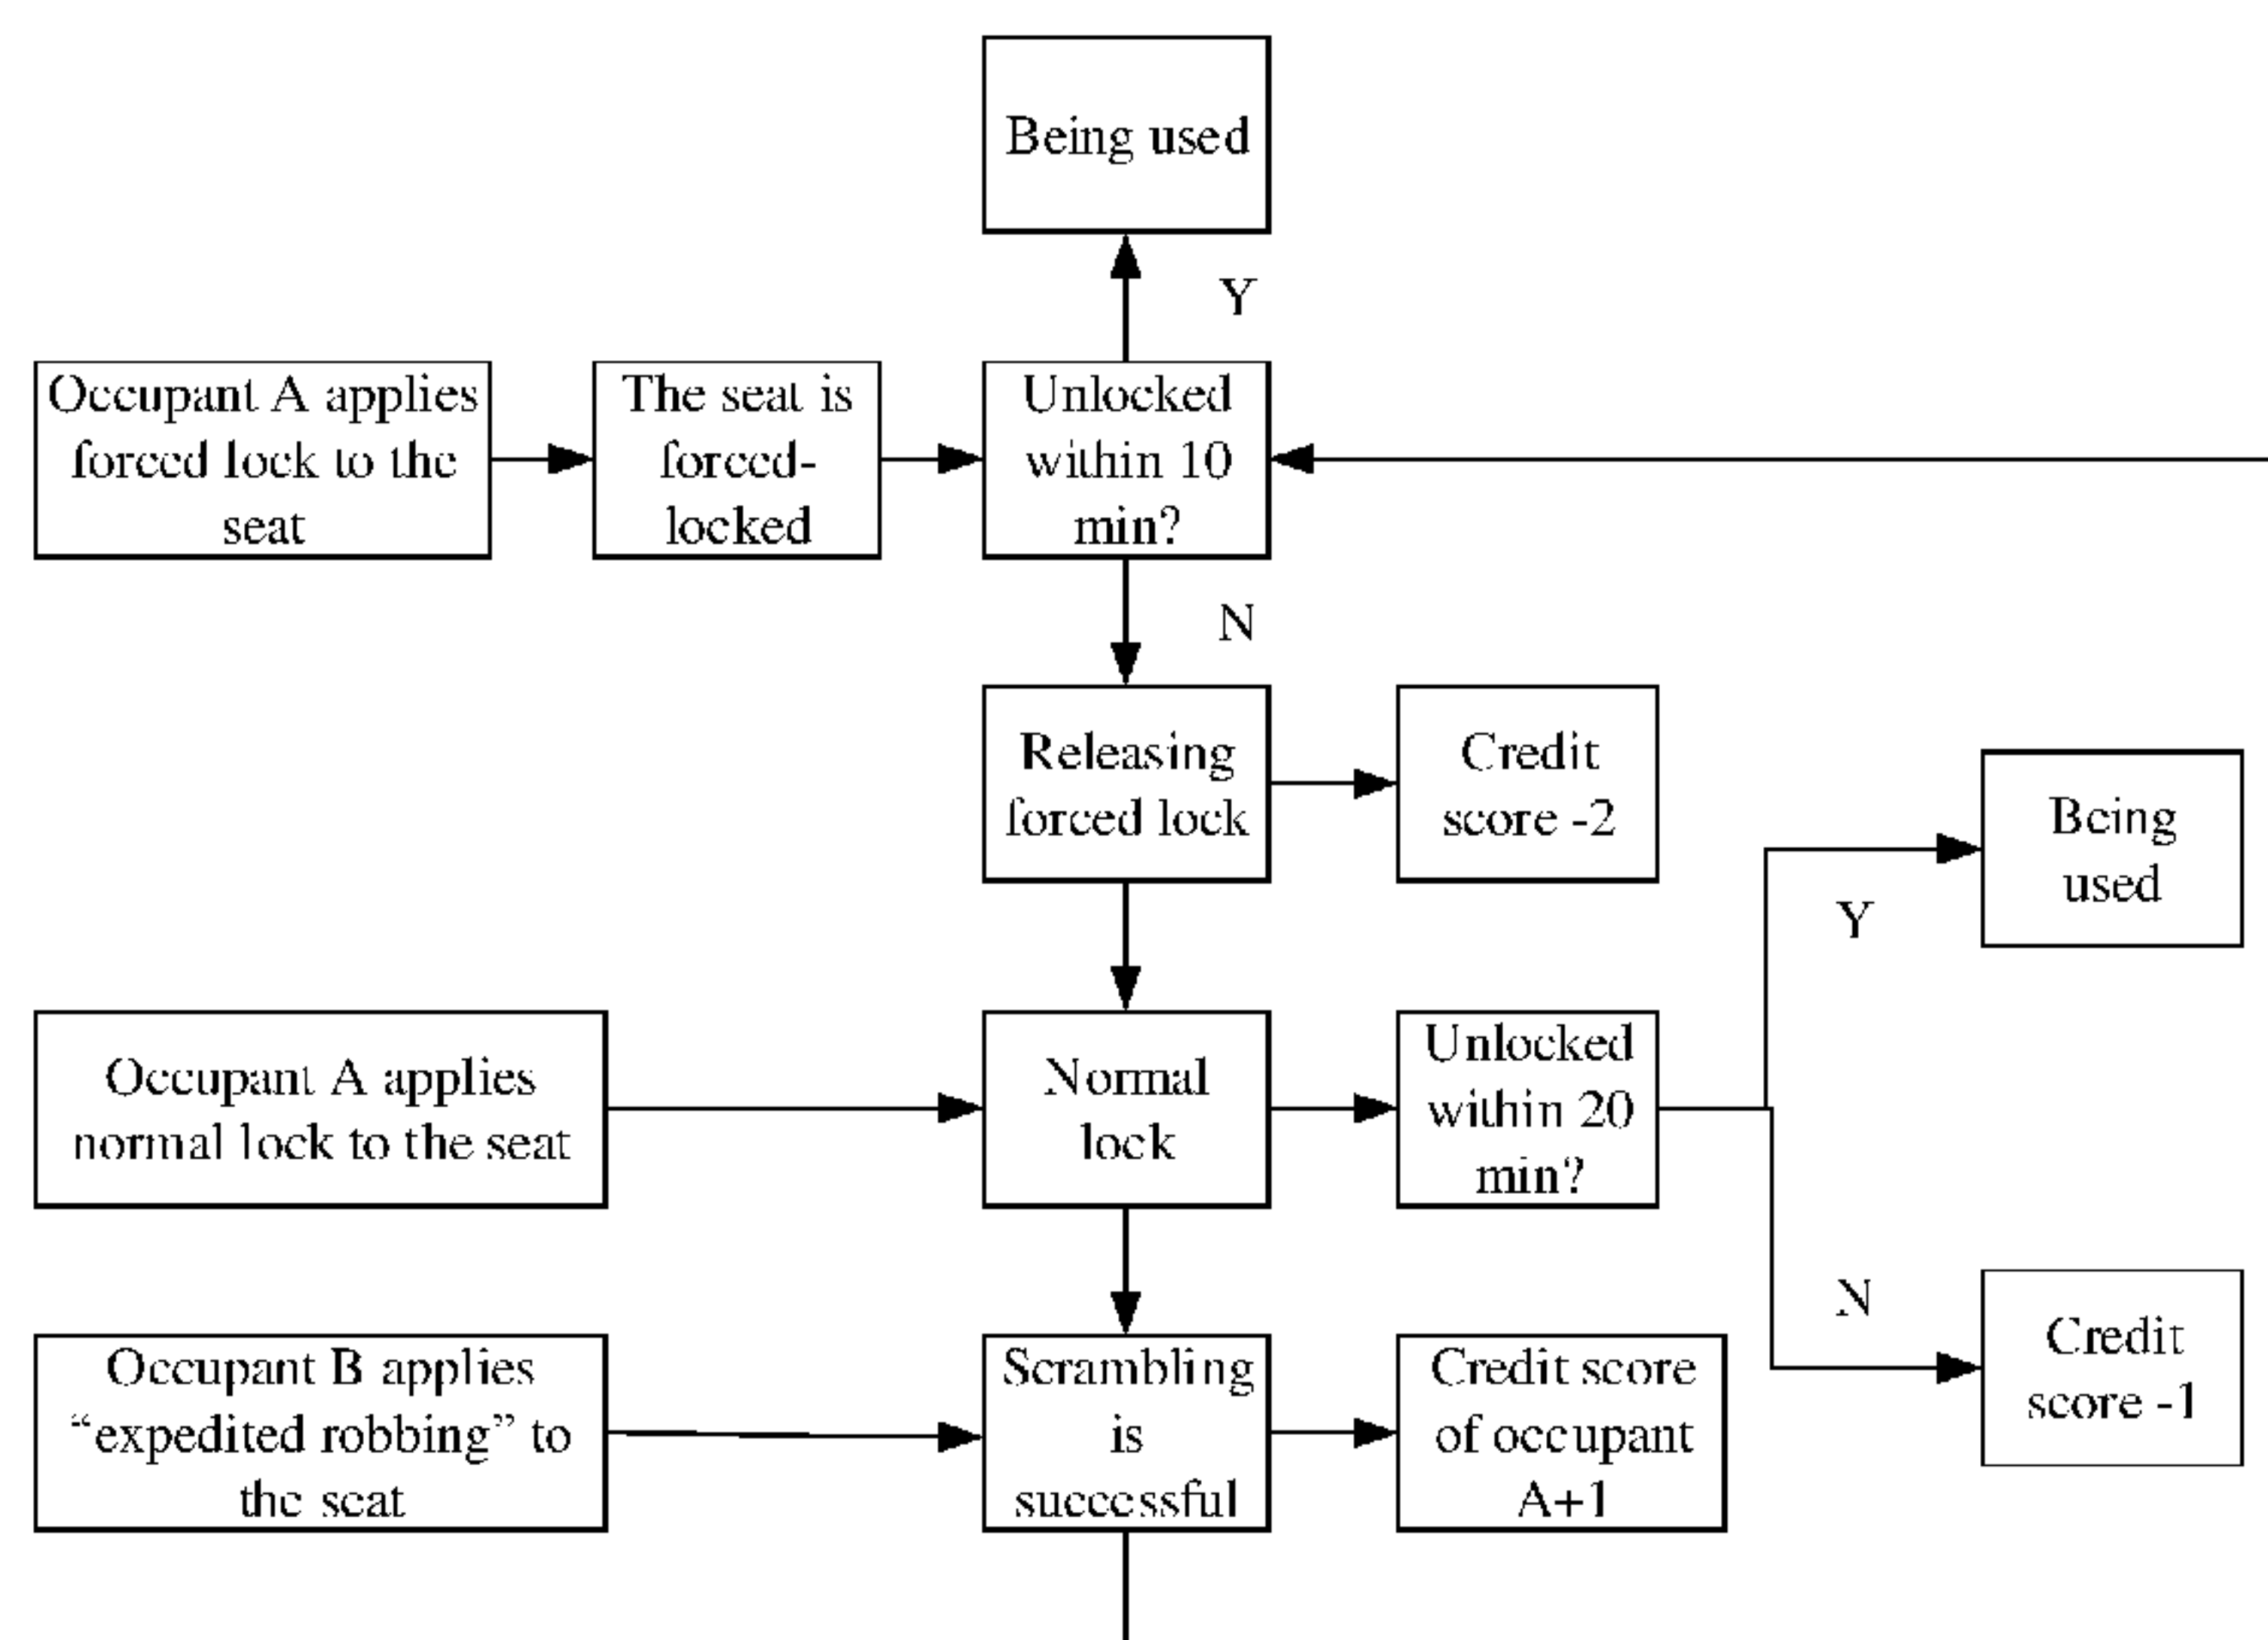 Being used
Y
Occupant A applies
forced lock to the
seat
The seat is
forced-
locked
Unlocked
within 10
min?
N
Releasing
forced lock
Credit
score -2
Being
used
Y
Occupant A applies
normal lock to the seat
Normal
lock
Unlocked
within 20
min?
N
Credit
score -1
Occupant B applies
“expedited robbing” to
the seat
Scrambling
is
successful
Credit score
of occupant
A+1